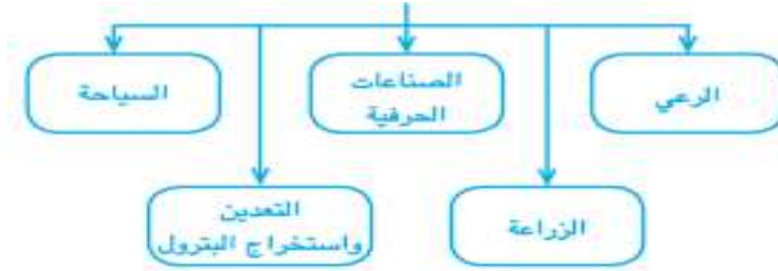 الرعي
الصناعات
الحرفية
السياحة
الزراعة
التعدين
واستخراج البترول